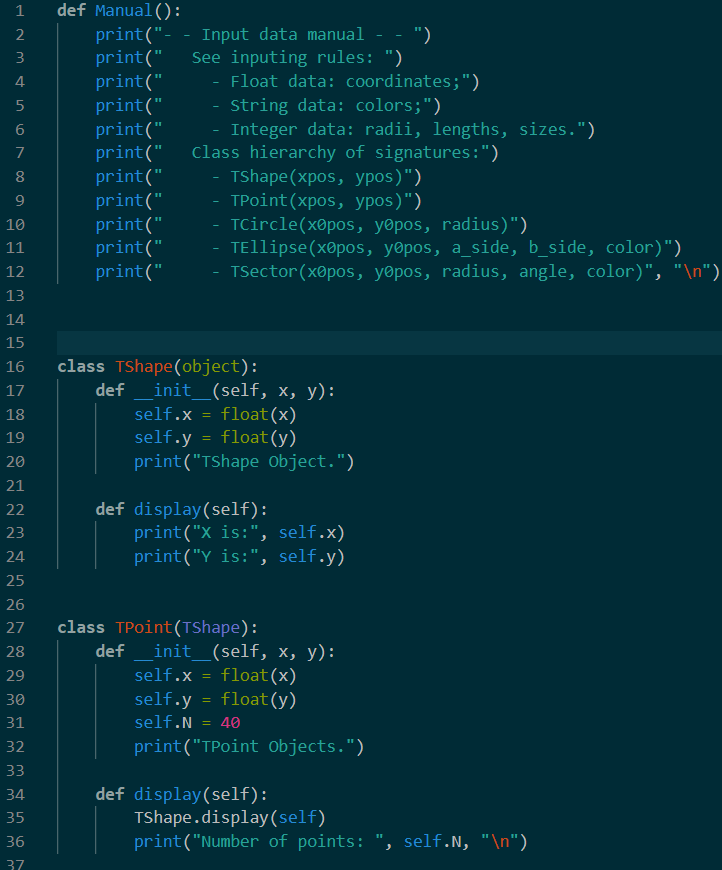 1 def Manual():
2     print("- - Input data manual - - ")
3     print("   See inputing rules: ")
4     print("     - Float data: coordinates;")
5     print("     - String data: colors;")
6     print("     - Integer data: radii, lengths, sizes.")
7     print("   Class hierarchy of signatures:")
8     print("     - TShape(xpos, ypos)")
9     print("     - TPoint(xpos, ypos)")
10     print("     - TCircle(x0pos, y0pos, radius)")
11     print("     - TEllipse(x0pos, y0pos, a_side, b_side, color)")
12     print("     - TSector(x0pos, y0pos, radius, angle, color)", "\n")
13
14
15
16 class TShape(object):
17     def __init__(self, x, y):
18         self.x = float(x)
19         self.y = float(y)
20         print("TShape Object.")
21
22     def display(self):
23         print("X is:", self.x)
24         print("Y is:", self.y)
25
26
27 class TPoint(TShape):
28     def __init__(self, x, y):
29         self.x = float(x)
30         self.y = float(y)
31         self.N = 40
32         print("TPoint Objects.")
33
34     def display(self):
35         TShape.display(self)
36         print("Number of points: ", self.N, "\n")
37